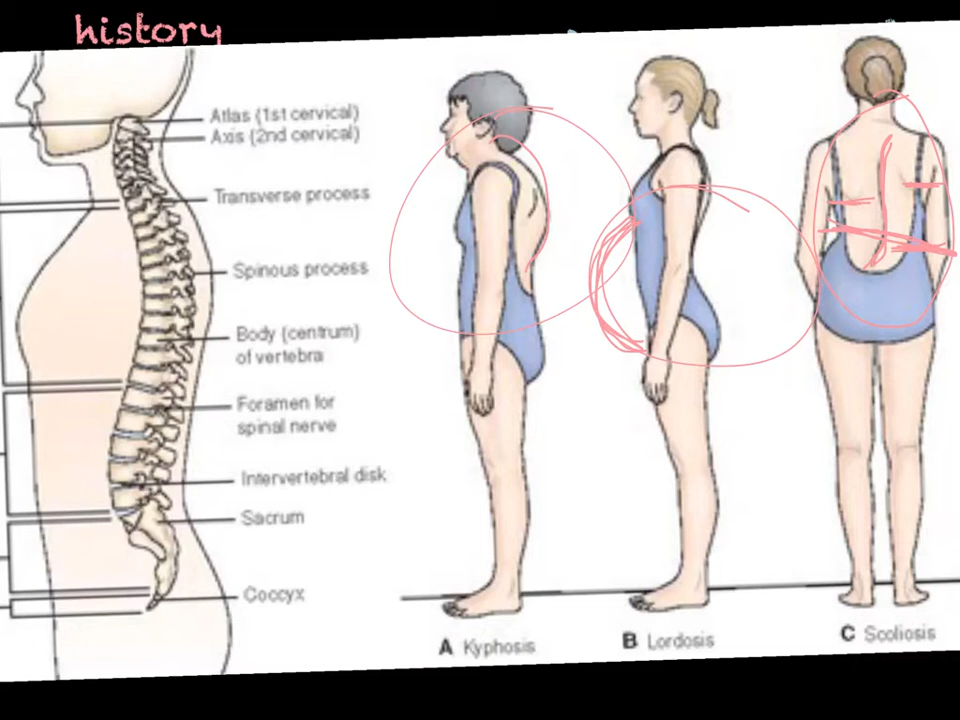 history
Atlas (1st cervical)
Axis (2nd cervical)
Transverse process
Spinous process
Body (centrum)
of vertebra
Foramen for
spinal nerve
Intervertebral disk
Sacrum
Coccyx
A Kyphosis
B Lordosis
C Scoliosis